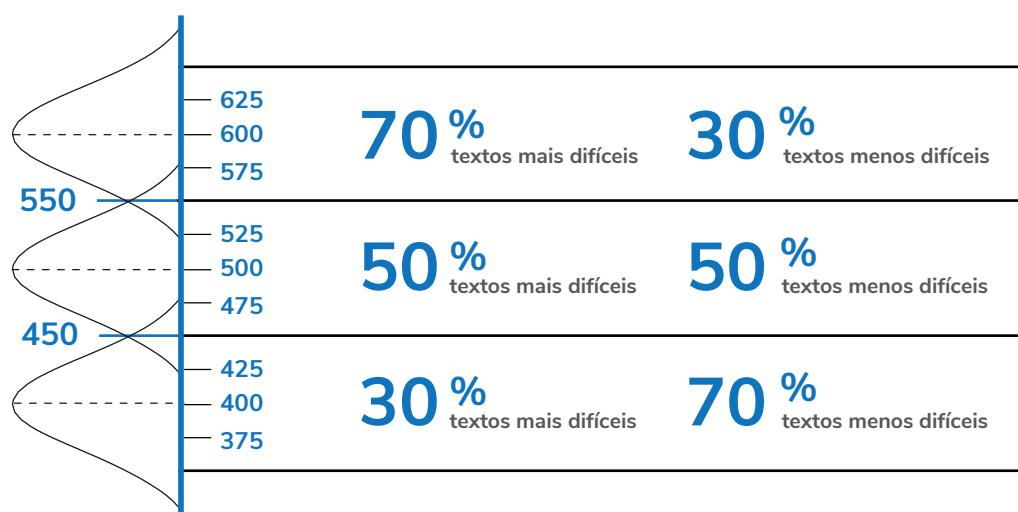 625
600
575
70 % textos mais difíceis
30 % textos menos difíceis
550
525
500
475
50 % textos mais difíceis
50 % textos menos difíceis
450
425
400
375
30 % textos mais difíceis
70 % textos menos difíceis